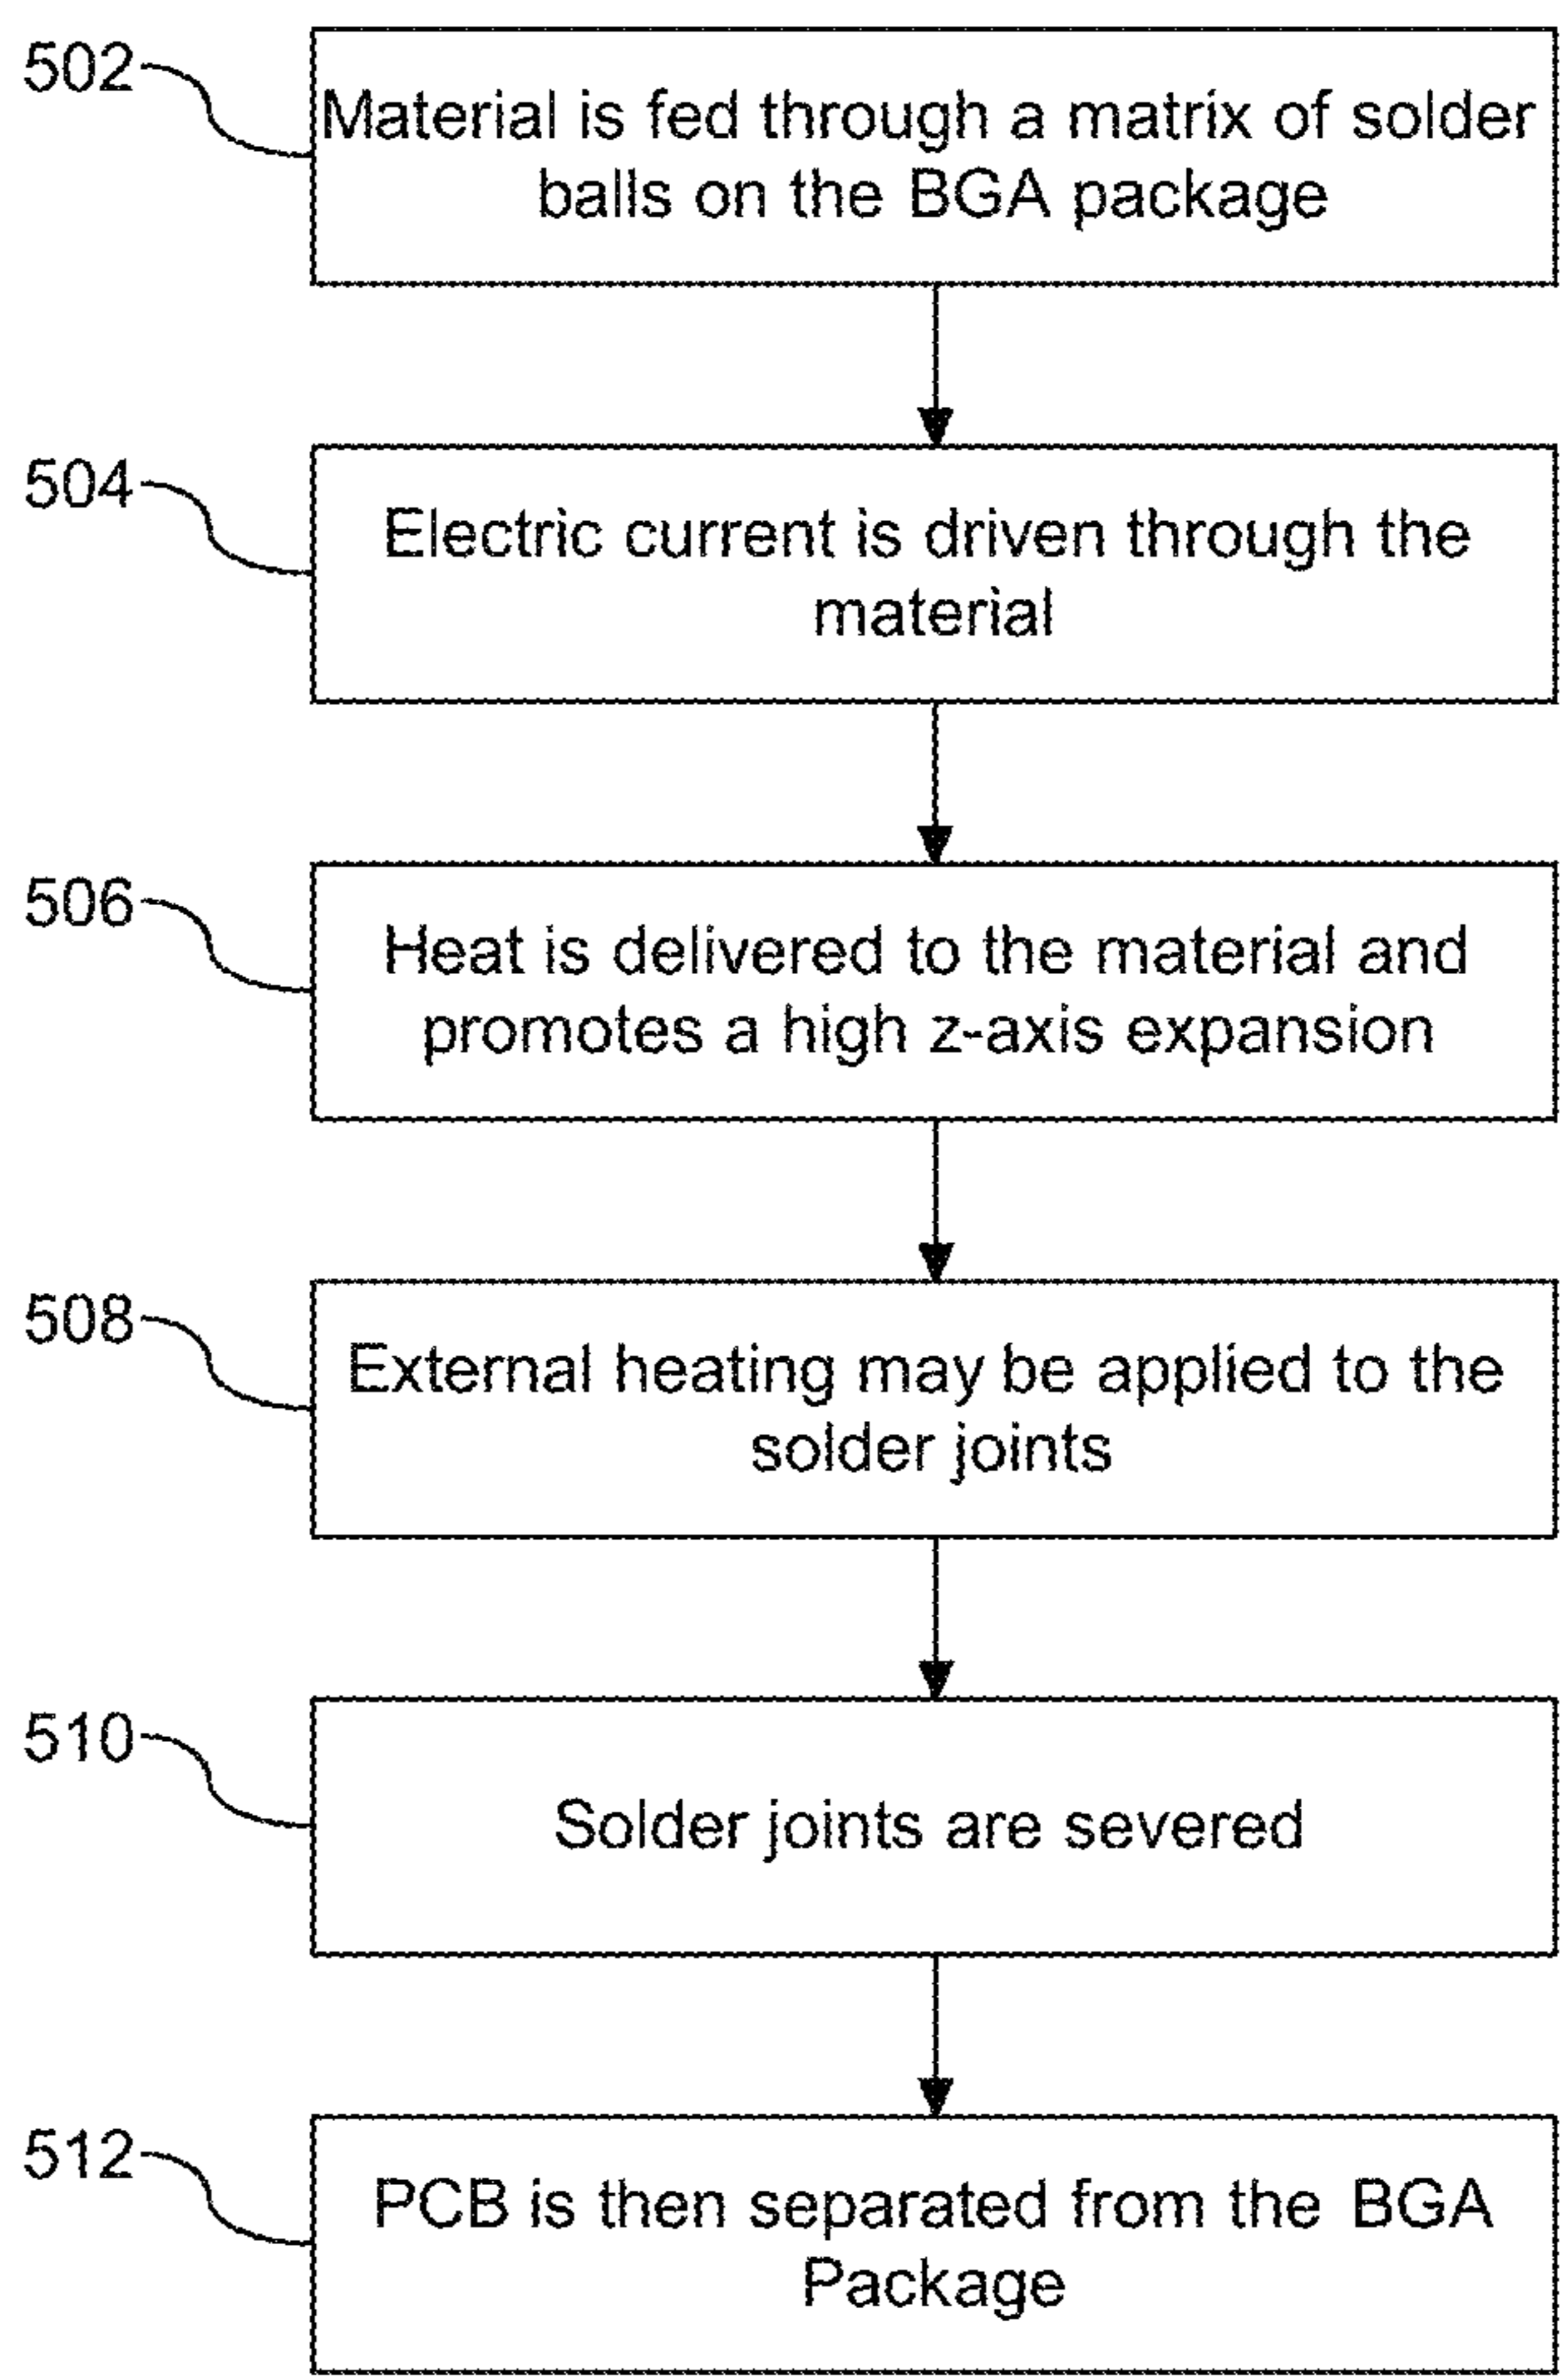 502
Material is fed through a matrix of solder
balls on the BGA package
504
Electric current is driven through the
material
506
Heat is delivered to the material and
promotes a high z-axis expansion
508
External heating may be applied to the
solder joints
510
Solder joints are severed
512
PCB is then separated from the BGA
Package